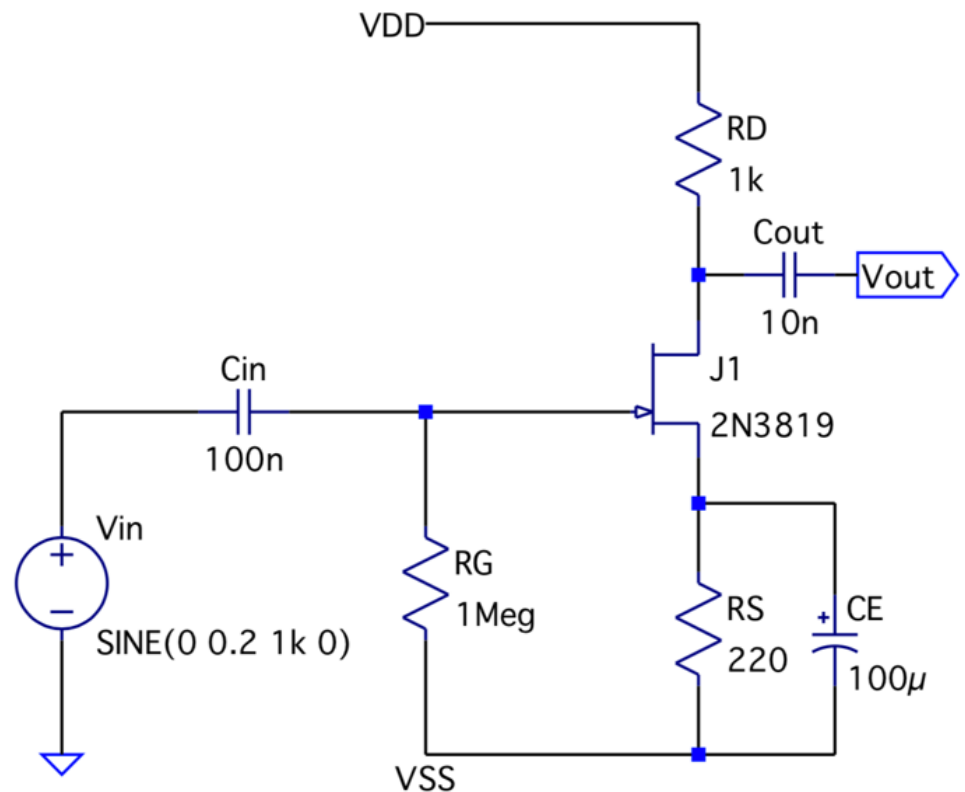 VDD
RD
1k
Cout
Vout
10n
Cin
J1
100n
2N3819
Vin
+
−
RG
1Meg
SINE(0 0.2 1k 0)
RS
220
+
CE
100µ
VSS